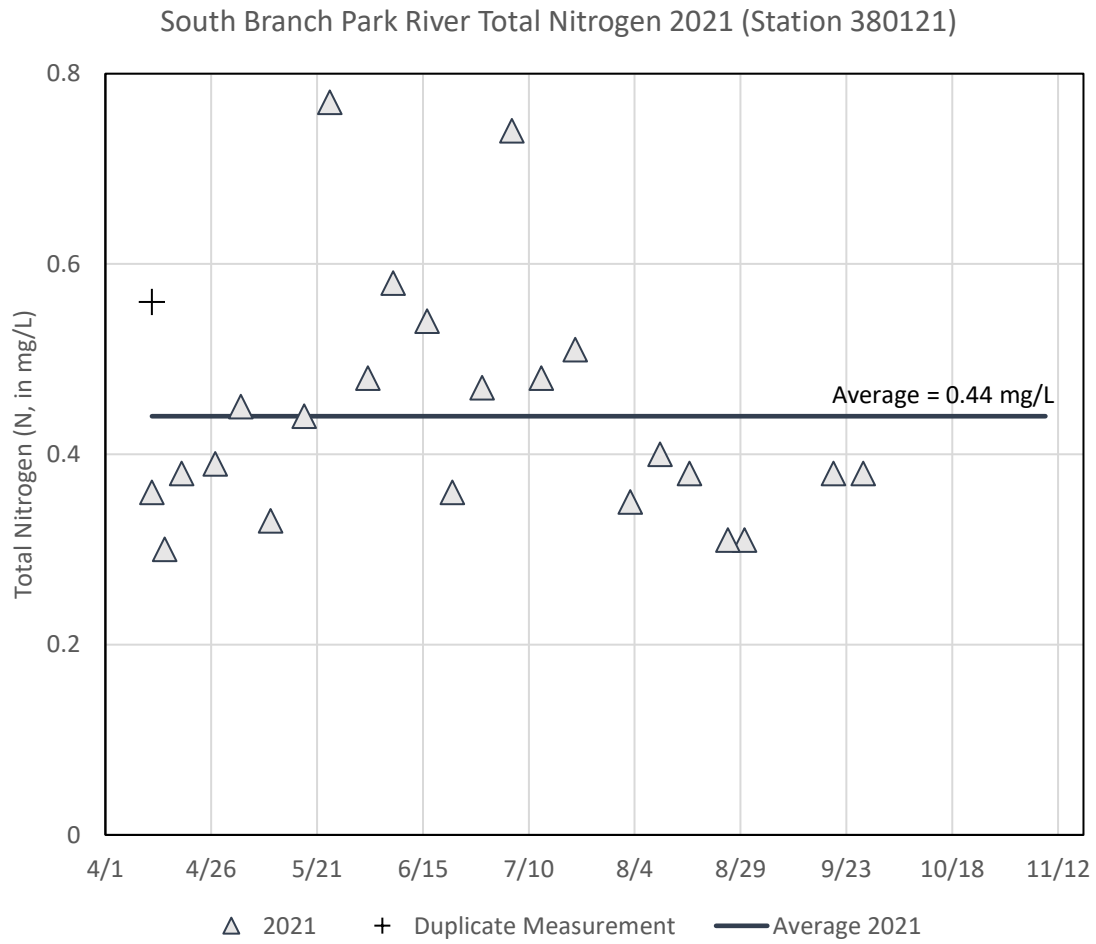 South Branch Park River Total Nitrogen 2021 (Station 380121)
Total Nitrogen (N, in mg/L)
0.8
0.6
0.4
0.2
0
Average = 0.44 mg/L
4/1 4/26 5/21 6/15 7/10 8/4 8/29 9/23 10/18 11/12
2021 Duplicate Measurement Average 2021